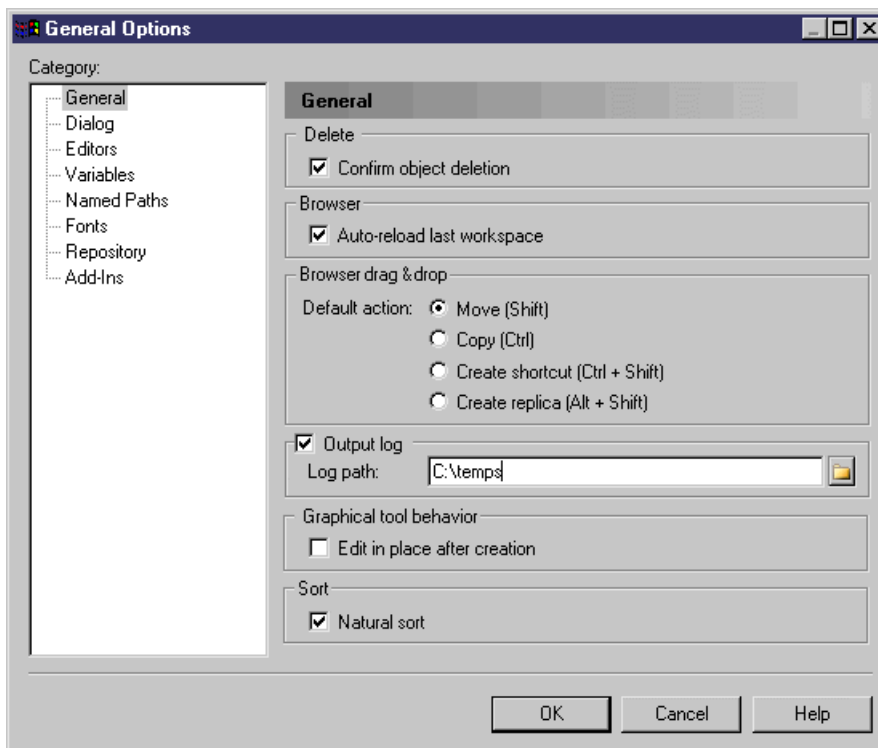 General Options
Category:
General
Dialog
Editors
Variables
Named Paths
Fonts
Repository
Add-Ins
General
Delete
Confirm object deletion
Browser
Auto-reload last workspace
Browser drag & drop
Default action:
Move (Shift)
Copy (Ctrl)
Create shortcut (Ctrl + Shift)
Create replica (Alt + Shift)
Output log
Log path:
C:\temps
Graphical tool behavior
Edit in place after creation
Sort
Natural sort
OK
Cancel
Help